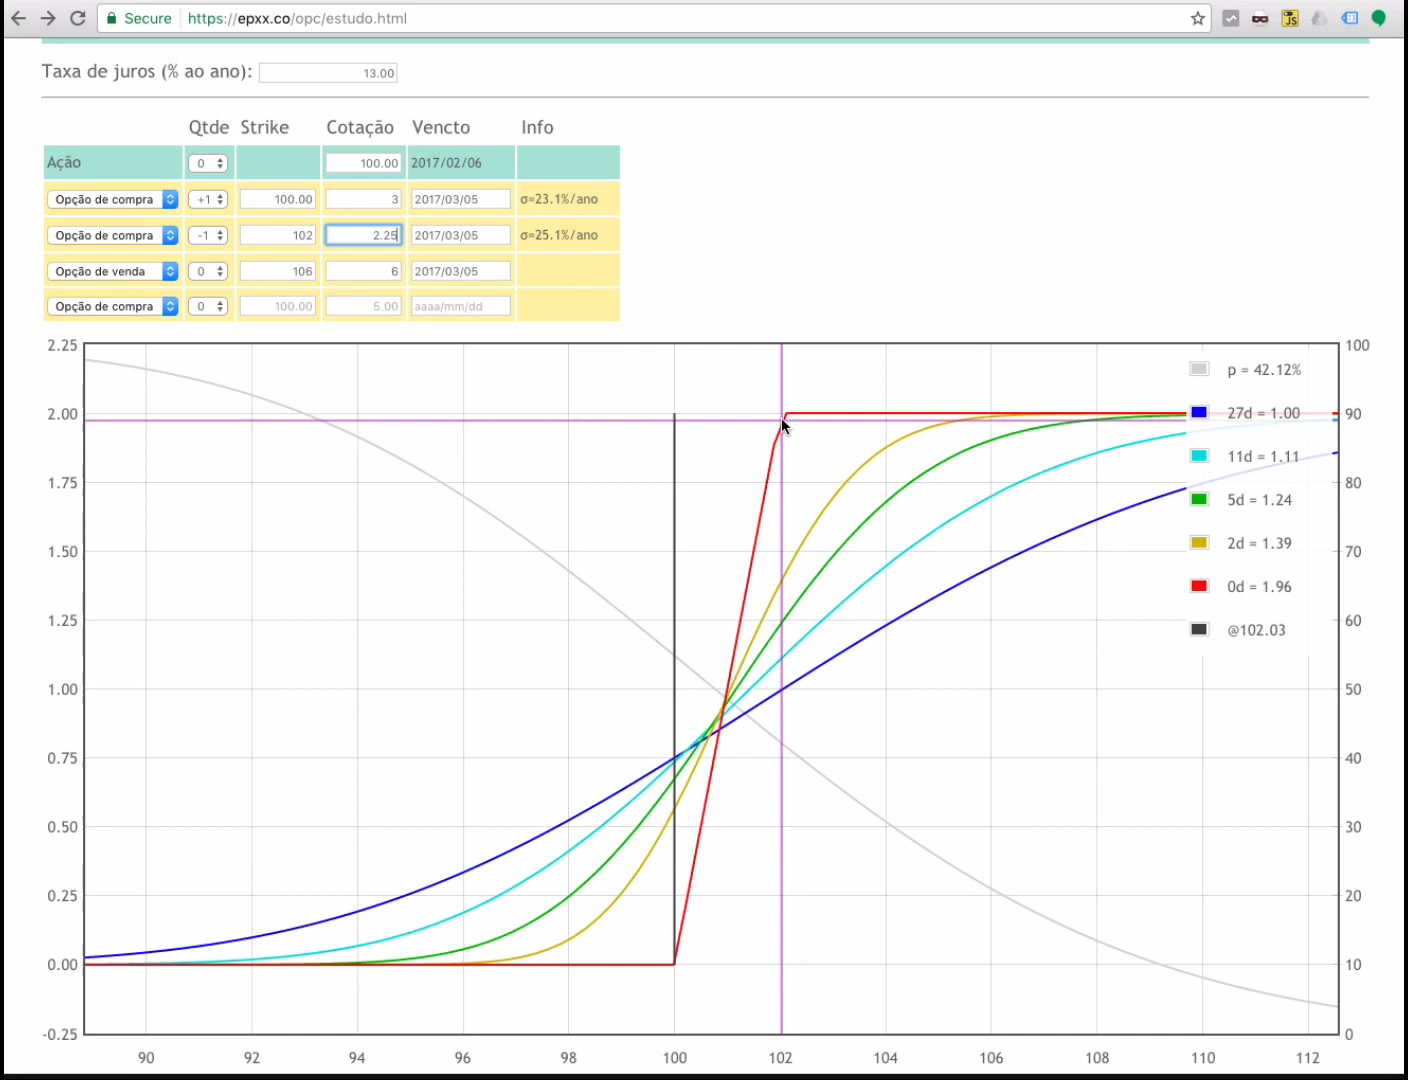 Secure https://epxx.co/opc/estudo.html
JS
Taxa de juros (% ao ano): 13.00
Qtde Strike Cotação Vencto Info
Ação 0 100.00 2017/02/06
Opção de compra +1 100.00 3 2017/03/05 σ=23.1%/ano
Opção de compra -1 102 2.25 2017/03/05 σ=25.1%/ano
Opção de venda 0 106 6 2017/03/05
Opção de compra 0 100.00 5.00 aaaa/mm/dd
2.25 100
p = 42.12%
2.00 27d = 1.00 90
11d = 1.11
1.75 80
5d = 1.24
1.50 2d = 1.39 70
0d = 1.96
1.25 60
@102.03
1.00 50
0.75 40
0.50 30
0.25 20
0.00 10
-0.25 0
90 92 94 96 98 100 102 104 106 108 110 112